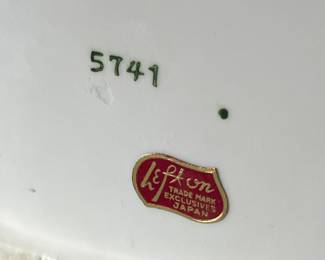 5741
Lefton
TRADE MARK
EXCLUSIVES
JAPAN